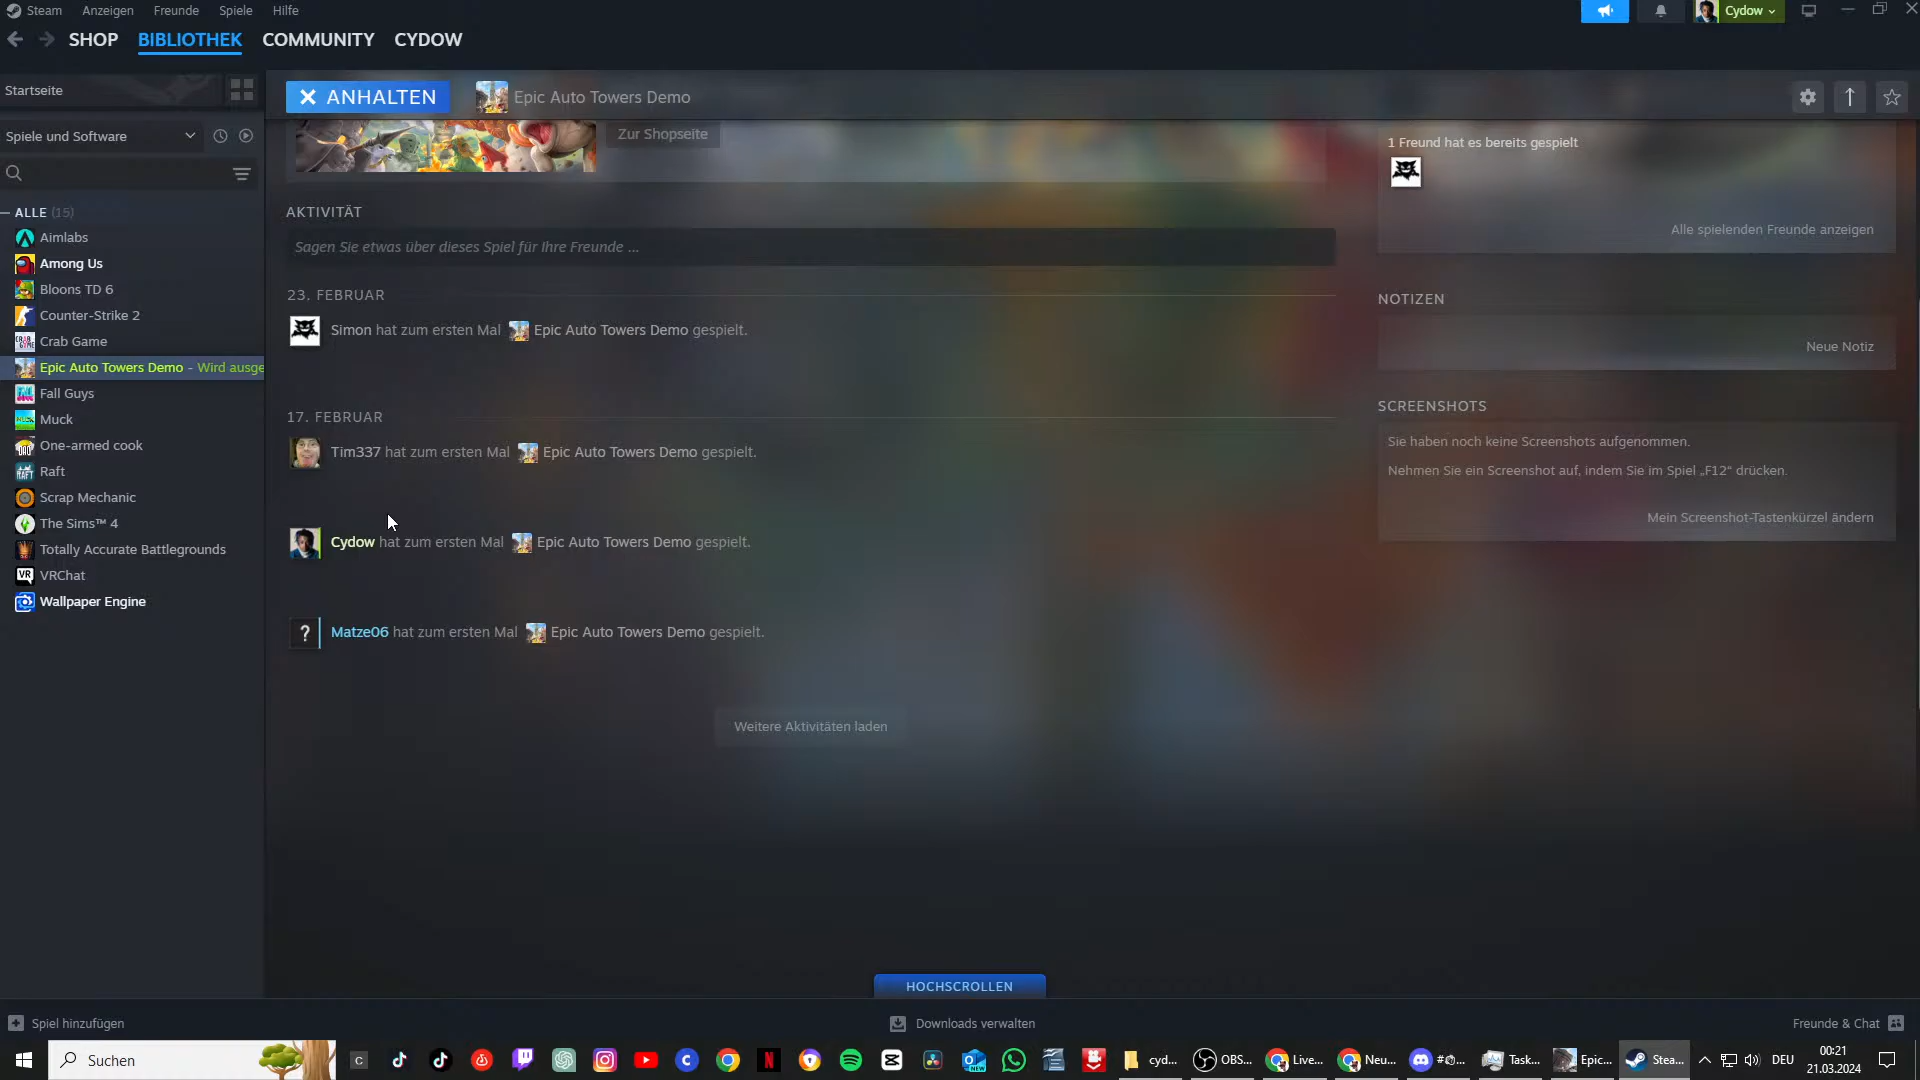 Steam Anzeigen Freunde Spiele Hilfe
Cydow
SHOP BIBLIOTHEK COMMUNITY CYDOW
Startseite
ANHALTEN Epic Auto Towers Demo
Spiele und Software
Zur Shopseite
1 Freund hat es bereits gespielt
Alle spielenden Freunde anzeigen
ALLE (15)
Aimlabs
Among Us
Bloons TD 6
Counter-Strike 2
Crab Game
Epic Auto Towers Demo - Wird ausge
Fall Guys
Muck
One-armed cook
Raft
Scrap Mechanic
The Sims™ 4
Totally Accurate Battlegrounds
VRChat
Wallpaper Engine
AKTIVITÄT
Sagen Sie etwas über dieses Spiel für Ihre Freunde ...
23. FEBRUAR
Simon hat zum ersten Mal Epic Auto Towers Demo gespielt.
17. FEBRUAR
Tim337 hat zum ersten Mal Epic Auto Towers Demo gespielt.
Cydow hat zum ersten Mal Epic Auto Towers Demo gespielt.
Matze06 hat zum ersten Mal Epic Auto Towers Demo gespielt.
Weitere Aktivitäten laden
NOTIZEN
Neue Notiz
SCREENSHOTS
Sie haben noch keine Screenshots aufgenommen.
Nehmen Sie ein Screenshot auf, indem Sie im Spiel „F12“ drücken.
Mein Screenshot-Tastenkürzel ändern
HOCHSCROLLEN
Spiel hinzufügen
Downloads verwalten
Freunde & Chat
Suchen
cyd... OBS... Live... Neu... Task... Epic... Stea...
DEU
00:21
21.03.2024